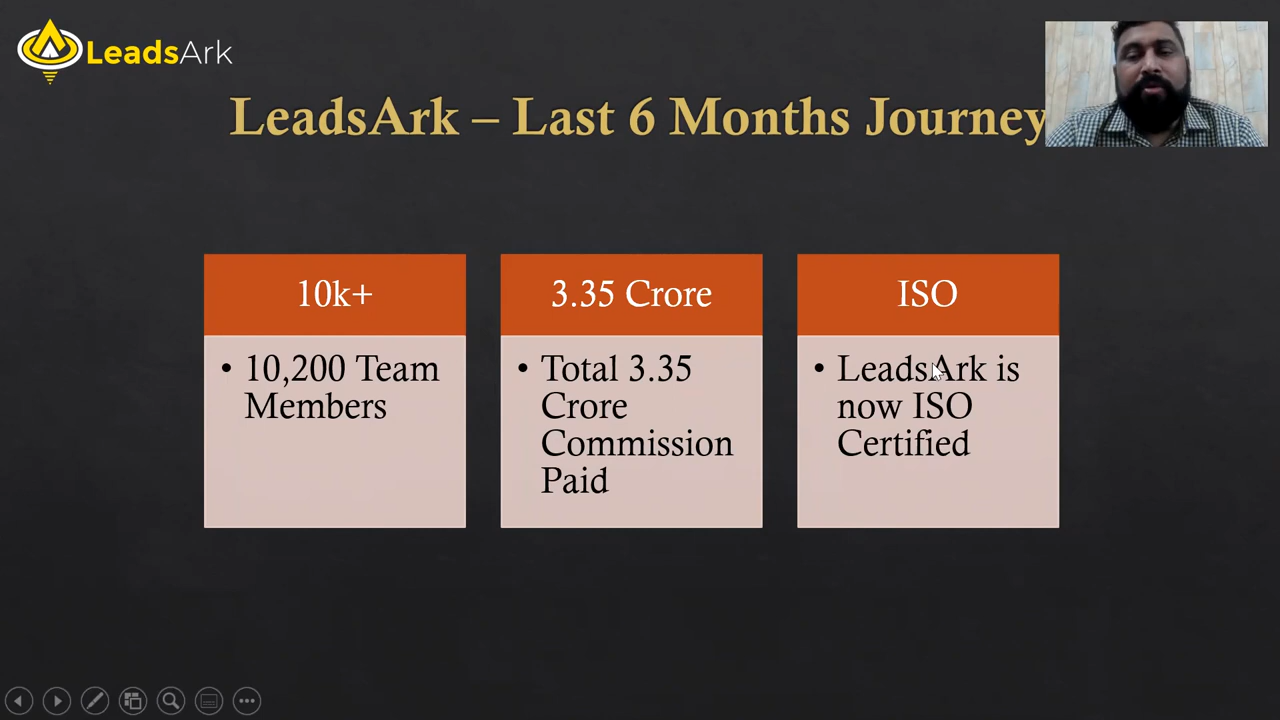 LeadsArk
LeadsArk – Last 6 Months Journey
10k+
• 10,200 Team
Members
3.35 Crore
• Total 3.35
Crore
Commission
Paid
ISO
• LeadsArk is
now ISO
Certified